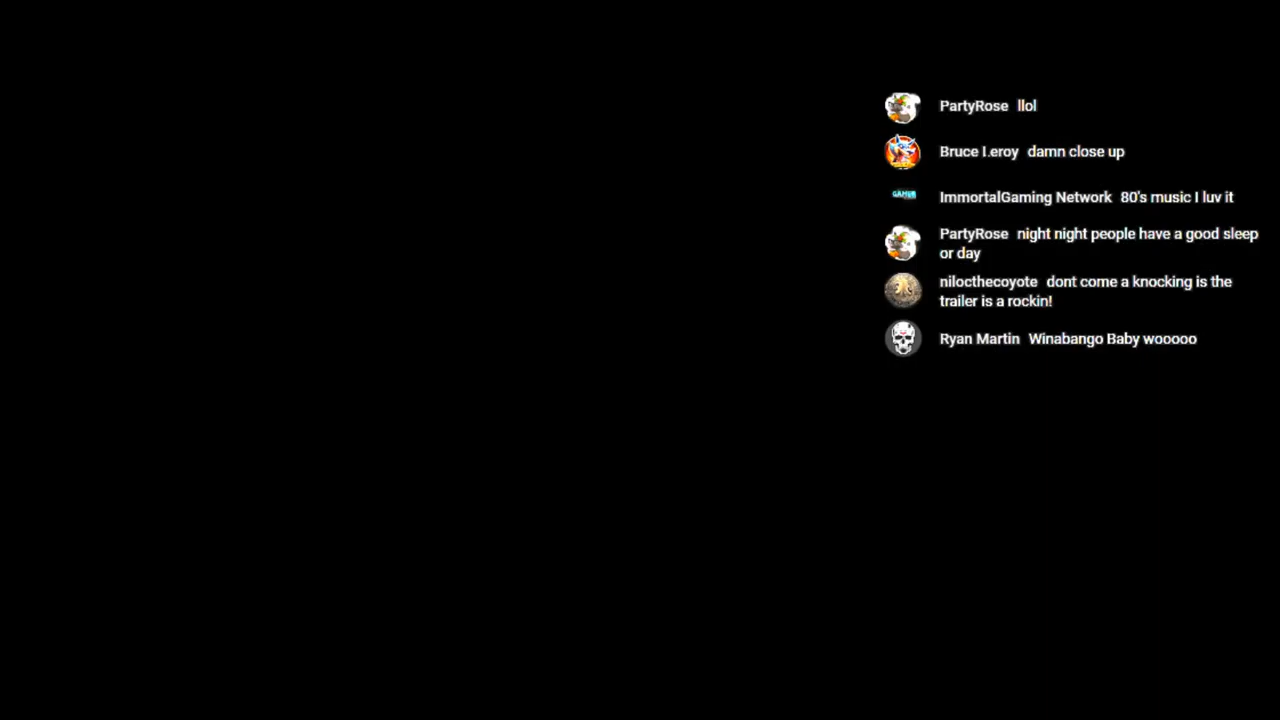 PartyRose llol
Bruce Leroy damn close up
GAMER
ImmortalGaming Network 80's music I luv it
PartyRose night night people have a good sleep
or day
nilocthecoyote dont come a knocking is the
trailer is a rockin!
Ryan Martin Winabango Baby wooooo